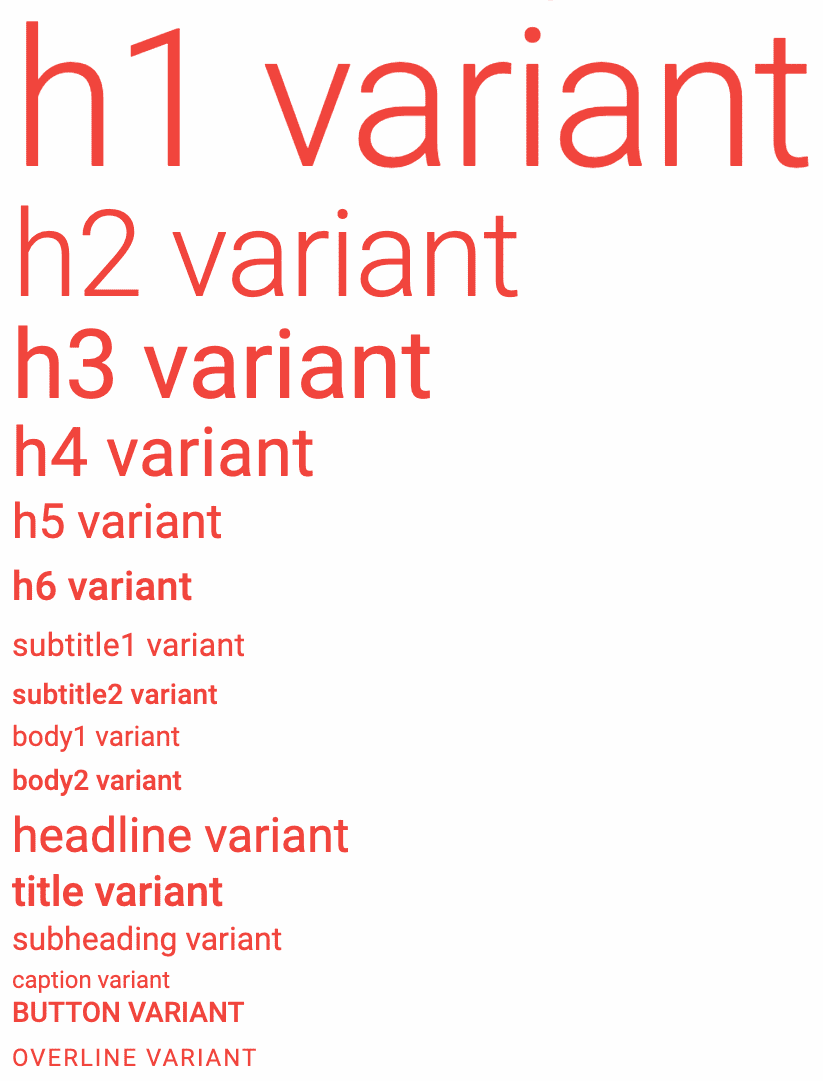 h1 variant
h2 variant
h3 variant
h4 variant
h5 variant
h6 variant
subtitle1 variant
subtitle2 variant
body1 variant
body2 variant
headline variant
title variant
subheading variant
caption variant
BUTTON VARIANT
OVERLINE VARIANT